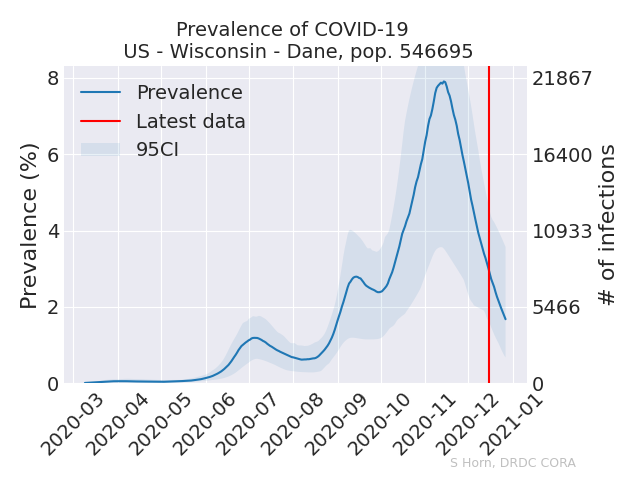 Prevalence of COVID-19
US - Wisconsin - Dane, pop. 546695
Prevalence
Latest data
95CI
Prevalence (%)
8
6
4
2
0
21867
16400
10933
5466
0
# of infections
2020-03
2020-04
2020-05
2020-06
2020-07
2020-08
2020-09
2020-10
2020-11
2020-12
2021-01
S Horn, DRDC CORA